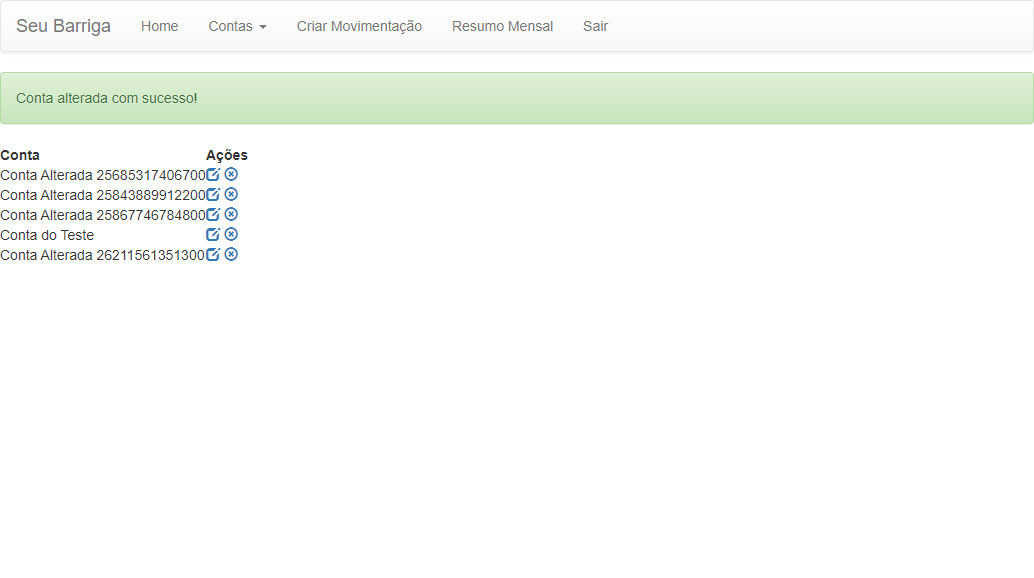 Seu Barriga Home Contas Criar Movimentação Resumo Mensal Sair
Conta alterada com sucesso!
Conta Ações
Conta Alterada 25685317406700
Conta Alterada 25843889912200
Conta Alterada 25867746784800
Conta do Teste
Conta Alterada 26211561351300